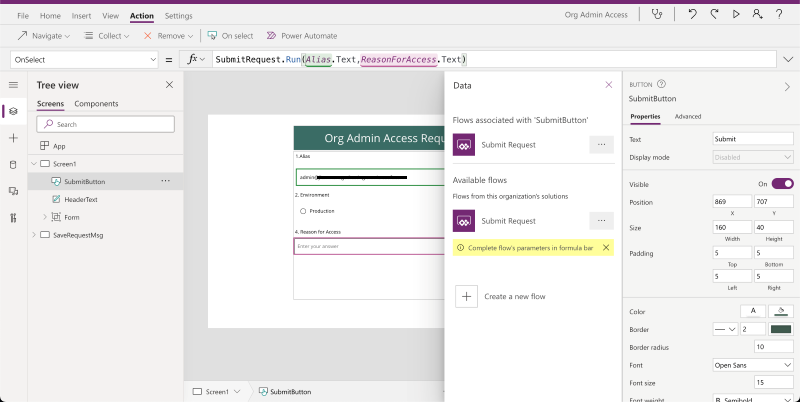 File Home Insert View Action Settings Org Admin Access
Navigate Collect Remove On select Power Automate
OnSelect = fx SubmitRequest.Run(Alias.Text,ReasonForAccess.Text)
Tree view
Screens Components
Search
App
Screen1
SubmitButton ...
HeaderText
Form
SaveRequestMsg
Org Admin Access Requ
1.Alias
admin@
2. Environment
Production
4. Reason for Access
Enter your answer
Screen1 SubmitButton
Data
Flows associated with 'SubmitButton'
Submit Request ...
Available flows
Flows from this organization's solutions
Submit Request ...
Complete flow's parameters in formula bar
Create a new flow
BUTTON
SubmitButton
Properties Advanced
Text Submit
Display mode Disabled
Visible On
Position 869 707
X Y
Size 160 40
Width Height
Padding 5 5
Top Bottom
5 5
Left Right
Color A
Border 2
Border radius 10
Font Open Sans
Font size 15
Font weight B Semibold